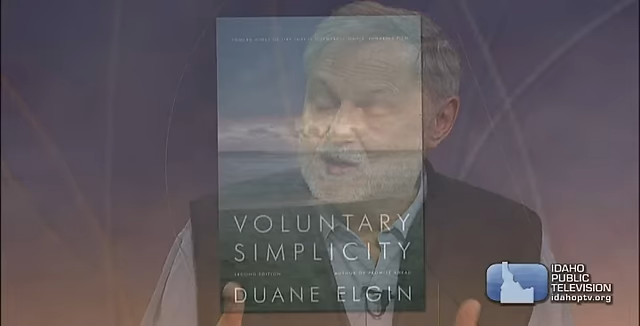 VOLUNTARY
SIMPLICITY
SECOND EDITION
AUTHOR OF PROMISE AHEAD
DUANE ELGIN
IDAHO
PUBLIC
TELEVISION
idahoptv.org